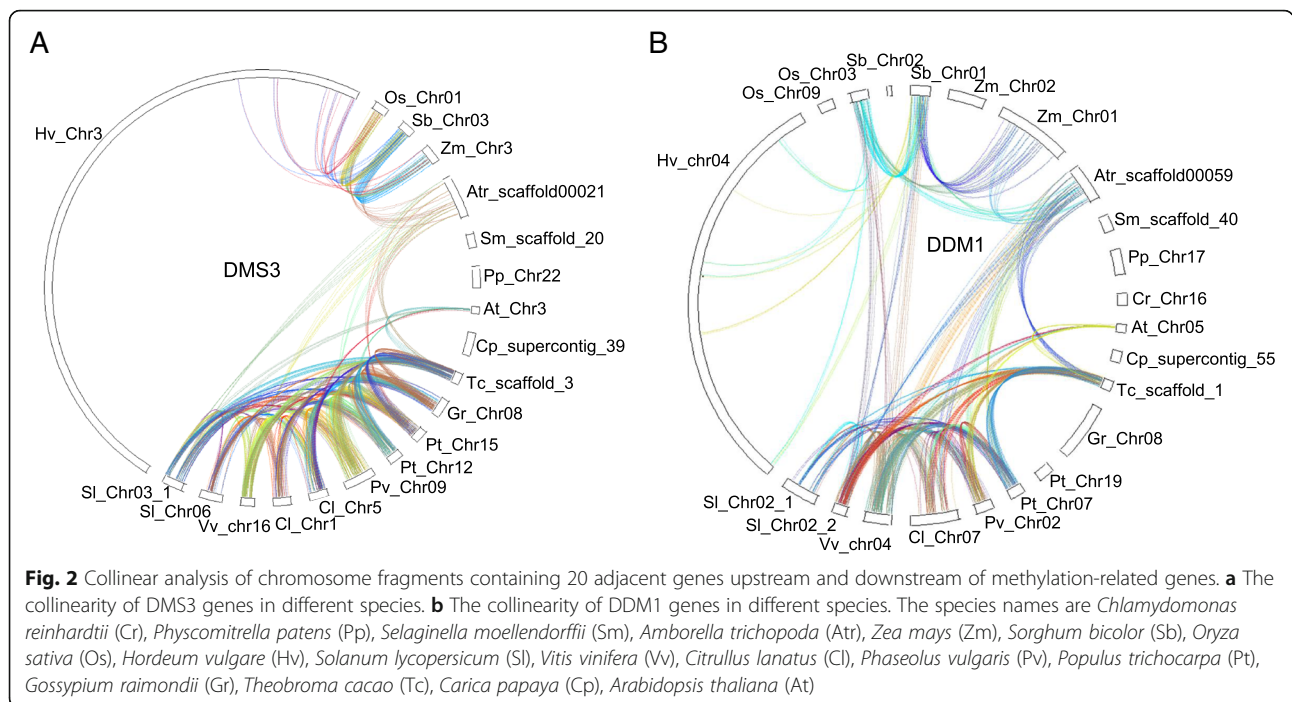 A
Hv_Chr3
Os_Chr01
Sb_Chr03
Zm_Chr3
Atr_scaffold00021
Sm_scaffold_20
Pp_Chr22
At_Chr3
Cp_supercontig_39
Tc_scaffold_3
Gr_Chr08
Pt_Chr15
Pt_Chr12
Pv_Chr09
Cl_Chr5
Cl_Chr1
Vv_chr16
Sl_Chr06
Sl_Chr03_1
DMS3
B
Hv_chr04
Os_Chr09
Os_Chr03
Sb_Chr02
Sb_Chr01
Zm_Chr02
Zm_Chr01
Atr_scaffold00059
Sm_scaffold_40
Pp_Chr17
Cr_Chr16
At_Chr05
Cp_supercontig_55
Tc_scaffold_1
Gr_Chr08
Pt_Chr19
Pt_Chr07
Pv_Chr02
Cl_Chr07
Vv_chr04
Sl_Chr02_2
Sl_Chr02_1
DDM1
Fig. 2 Collinear analysis of chromosome fragments containing 20 adjacent genes upstream and downstream of methylation-related genes. a The
collinearity of DMS3 genes in different species. b The collinearity of DDM1 genes in different species. The species names are Chlamydomonas
reinhardtii (Cr), Physcomitrella patens (Pp), Selaginella moellendorffii (Sm), Amborella trichopoda (Atr), Zea mays (Zm), Sorghum bicolor (Sb), Oryza
sativa (Os), Hordeum vulgare (Hv), Solanum lycopersicum (Sl), Vitis vinifera (Vv), Citrullus lanatus (Cl), Phaseolus vulgaris (Pv), Populus trichocarpa (Pt),
Gossypium raimondii (Gr), Theobroma cacao (Tc), Carica papaya (Cp), Arabidopsis thaliana (At)